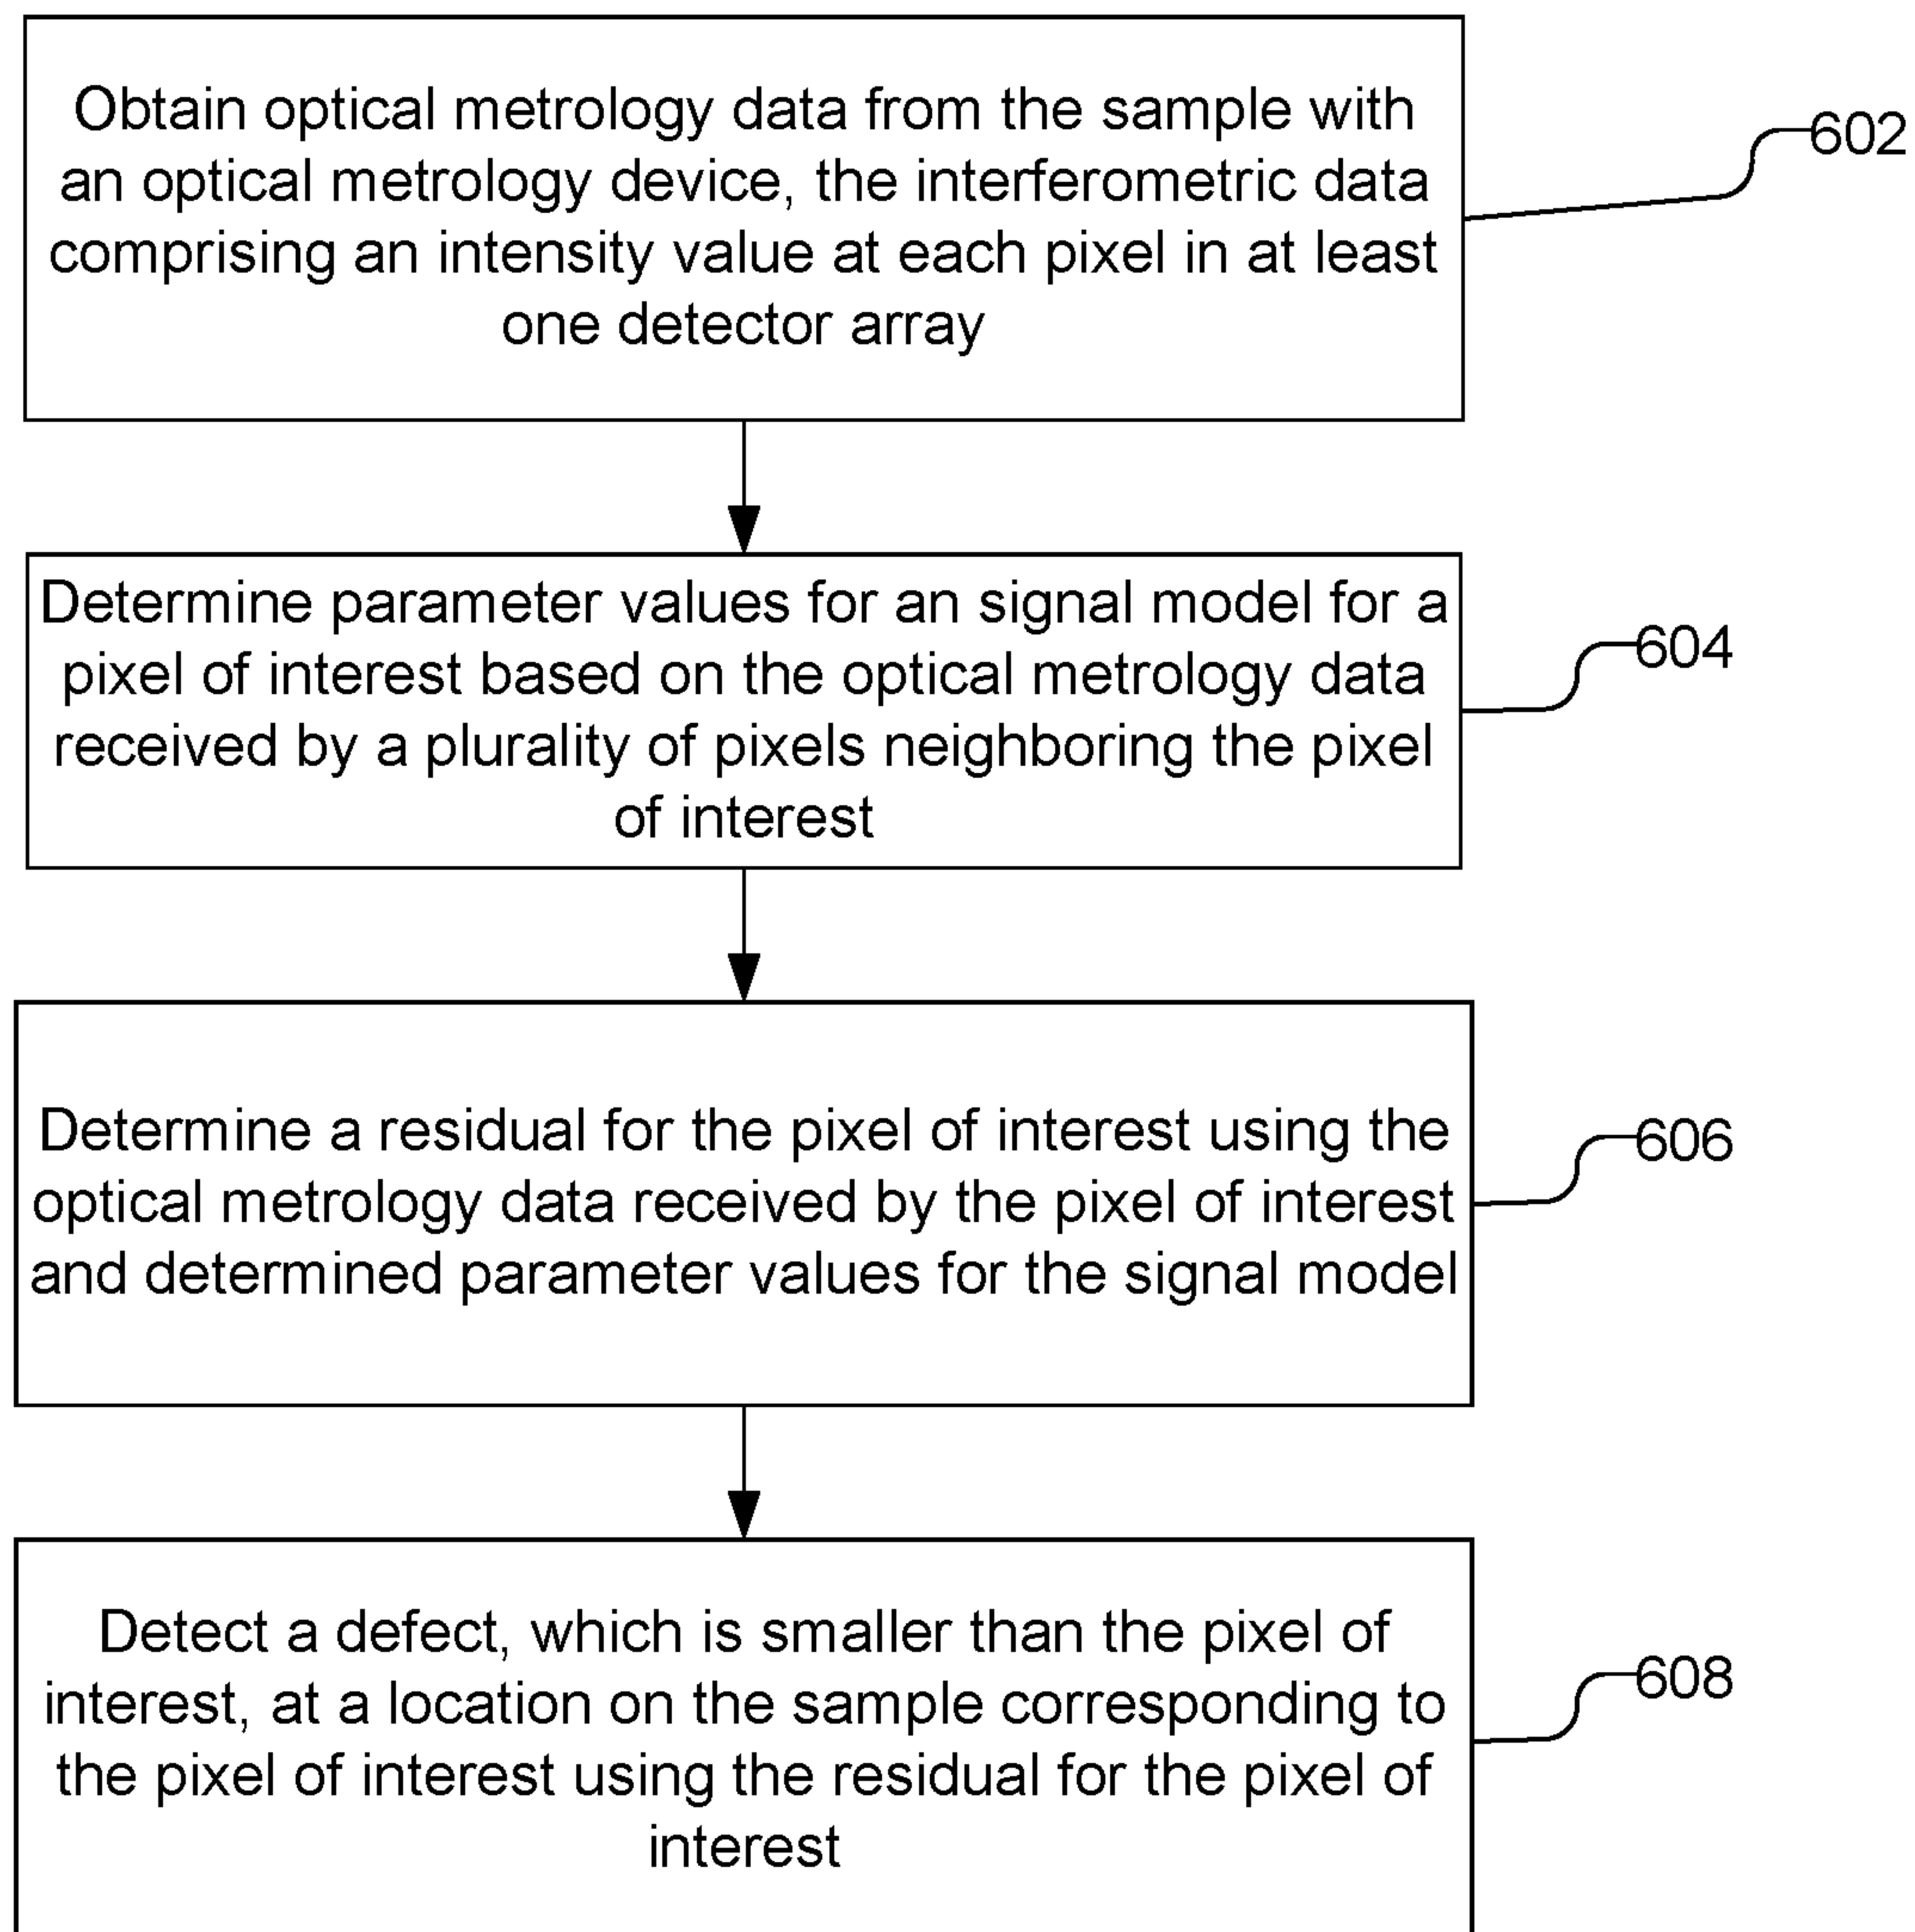 Obtain optical metrology data from the sample with
an optical metrology device, the interferometric data
comprising an intensity value at each pixel in at least
one detector array
602
Determine parameter values for an signal model for a
pixel of interest based on the optical metrology data
received by a plurality of pixels neighboring the pixel
of interest
604
Determine a residual for the pixel of interest using the
optical metrology data received by the pixel of interest
and determined parameter values for the signal model
606
Detect a defect, which is smaller than the pixel of
interest, at a location on the sample corresponding to
the pixel of interest using the residual for the pixel of
interest
608